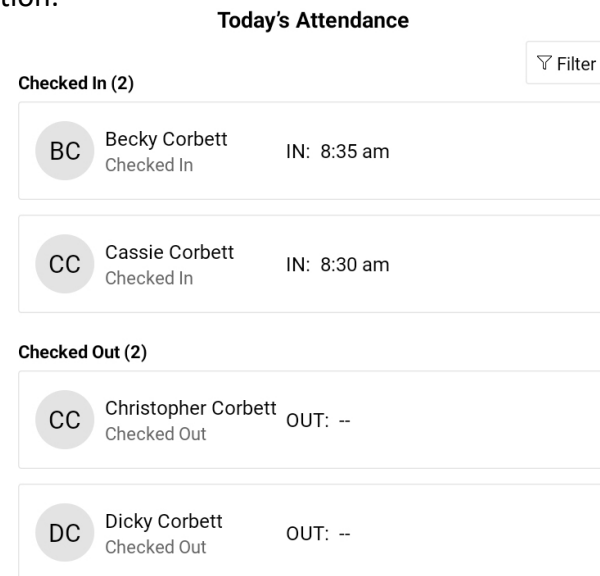 Today’s Attendance
Filter
Checked In (2)
BC
Becky Corbett
Checked In
IN: 8:35 am
CC
Cassie Corbett
Checked In
IN: 8:30 am
Checked Out (2)
CC
Christopher Corbett
Checked Out
OUT: --
DC
Dicky Corbett
Checked Out
OUT: --